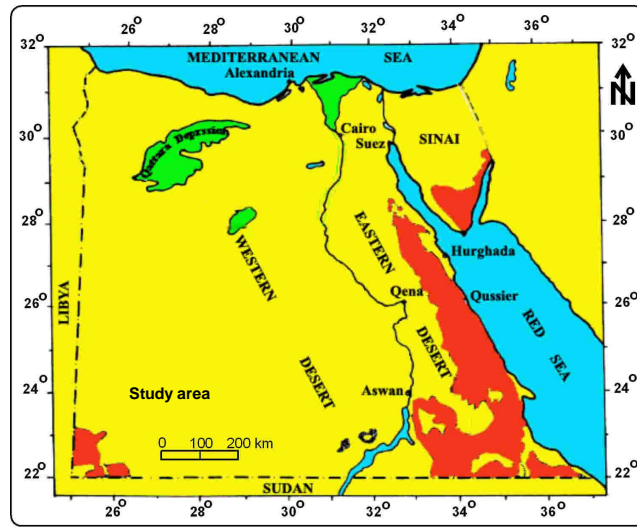 26° 28° 30° 32° 34° 36°
32° 32°
MEDITERRANEAN SEA
Alexandria
N
30° 30°
Cairo
Suez
SINAI
Qattara Deprssion
28° 28°
EASTERN
DESERT
WESTERN
DESERT
Hurghada
Qena
Qussier
RED
SEA
LIBYA
26° 26°
24° 24°
Study area
Aswan
0 100 200 km
22° 22°
SUDAN
26° 28° 30° 32° 34° 36°